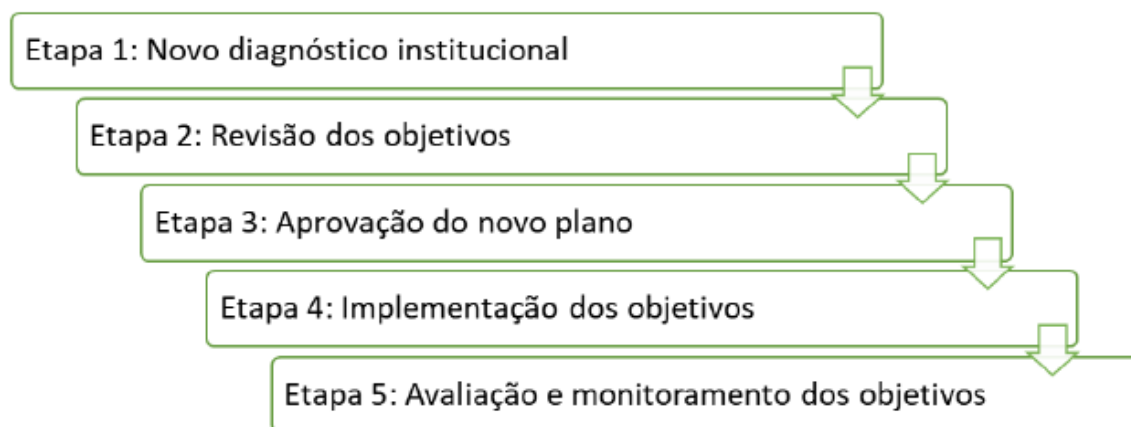 Etapa 1: Novo diagnóstico institucional
Etapa 2: Revisão dos objetivos
Etapa 3: Aprovação do novo plano
Etapa 4: Implementação dos objetivos
Etapa 5: Avaliação e monitoramento dos objetivos